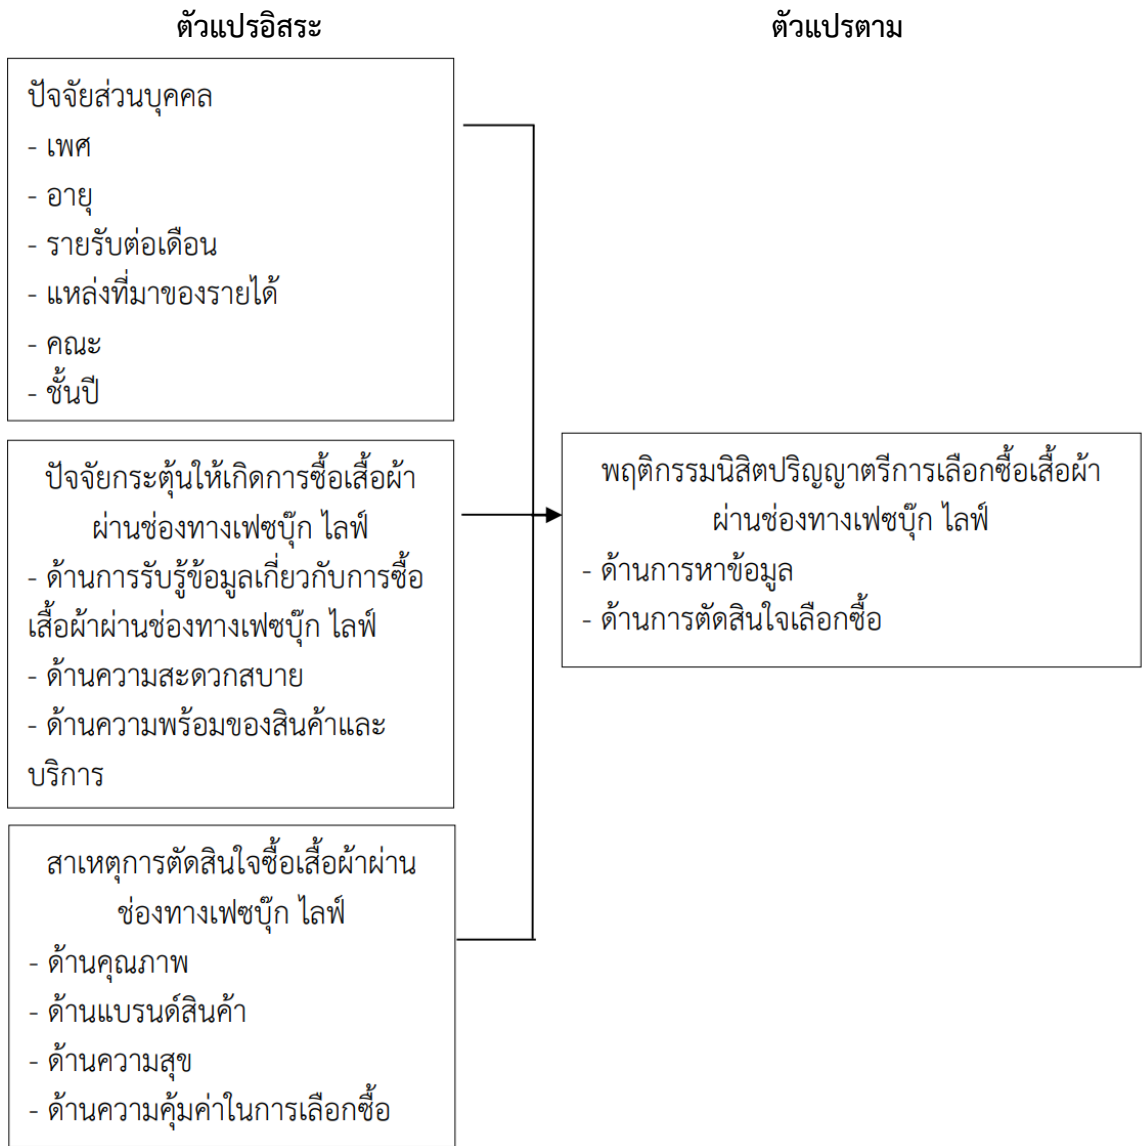 ตัวแปรอิสระ
ตัวแปรตาม
ปัจจัยส่วนบุคคล
- เพศ
- อายุ
- รายรับต่อเดือน
- แหล่งที่มาของรายได้
- คณะ
- ชั้นปี
ปัจจัยกระตุ้นให้เกิดการซื้อเสื้อผ้า
ผ่านช่องทางเฟซบุ๊ก ไลฟ์
- ด้านการรับรู้ข้อมูลเกี่ยวกับการซื้อ
เสื้อผ้าผ่านช่องทางเฟซบุ๊ก ไลฟ์
- ด้านความสะดวกสบาย
- ด้านความพร้อมของสินค้าและ
บริการ
สาเหตุการตัดสินใจซื้อเสื้อผ้าผ่าน
ช่องทางเฟซบุ๊ก ไลฟ์
- ด้านคุณภาพ
- ด้านแบรนด์สินค้า
- ด้านความสุข
- ด้านความคุ้มค่าในการเลือกซื้อ
พฤติกรรมนิสิตปริญญาตรีการเลือกซื้อเสื้อผ้า
ผ่านช่องทางเฟซบุ๊ก ไลฟ์
- ด้านการหาข้อมูล
- ด้านการตัดสินใจเลือกซื้อ